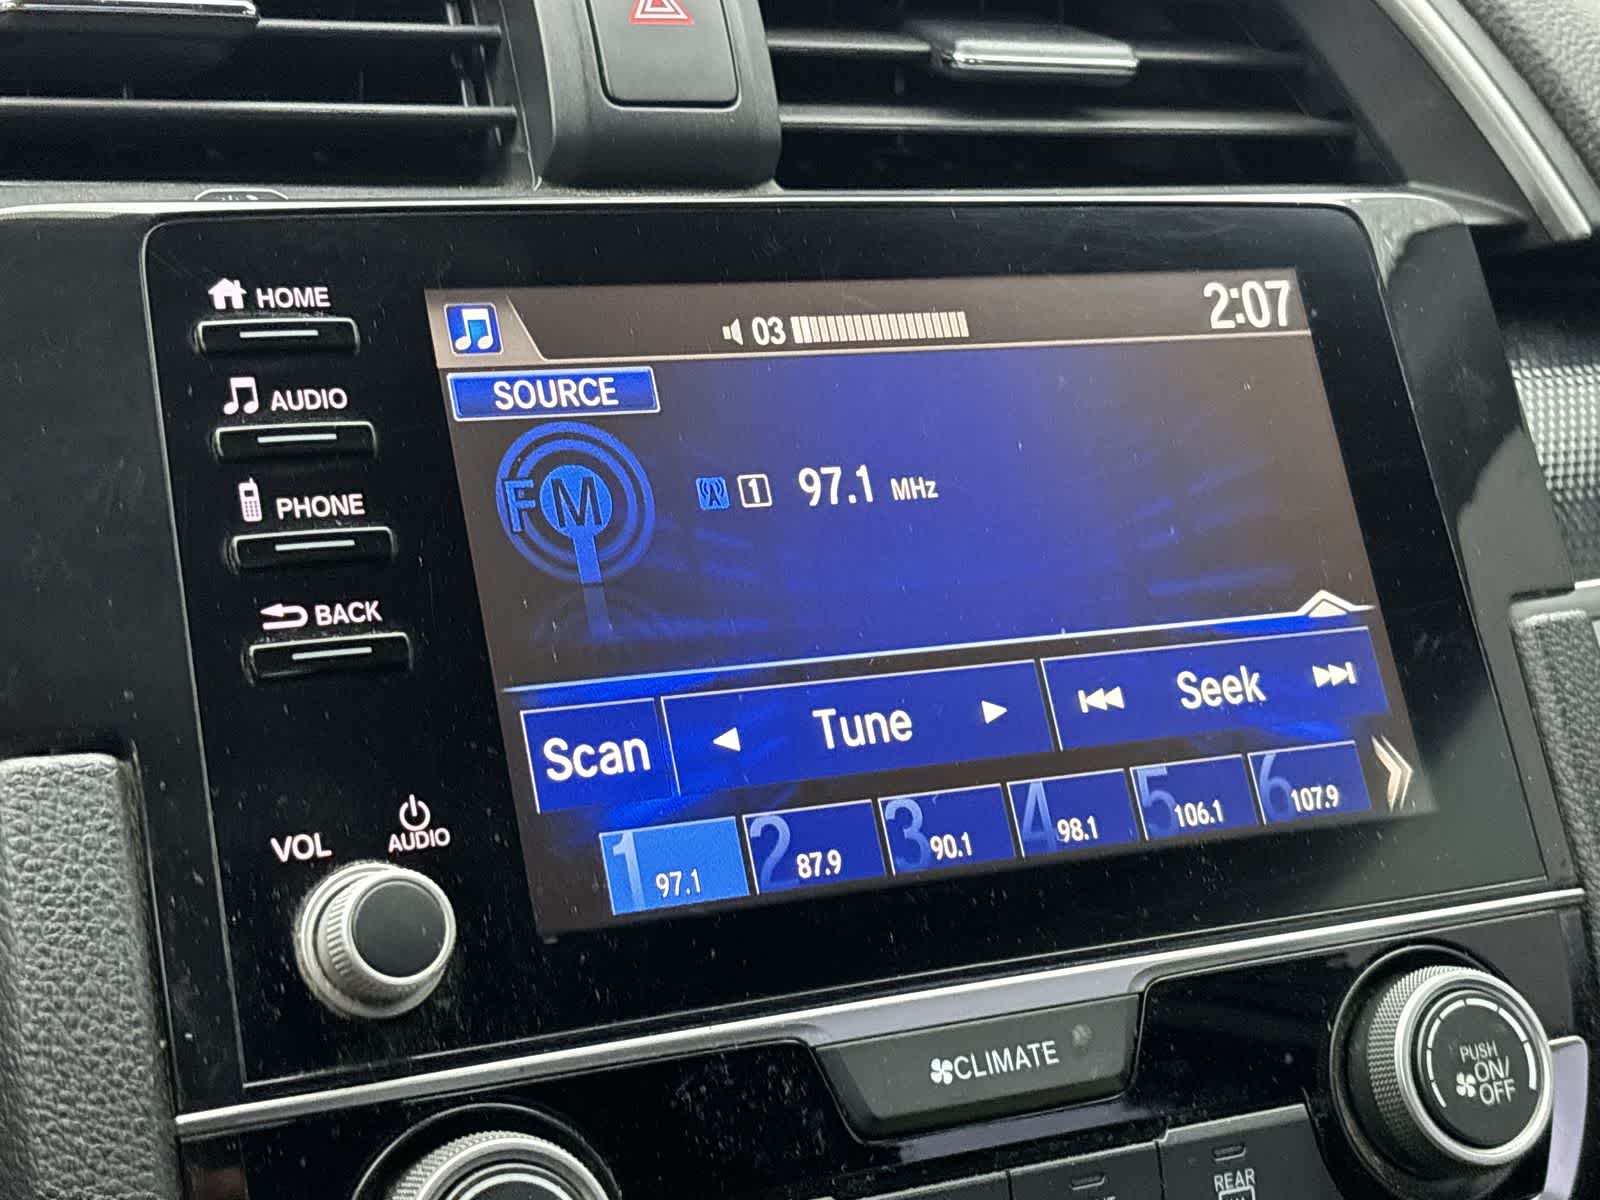 HOME
AUDIO
PHONE
BACK
VOL
AUDIO
03
2:07
SOURCE
FM
1 97.1 MHz
Scan
Tune
Seek
1 97.1
2 87.9
3 90.1
4 98.1
5 106.1
6 107.9
CLIMATE
PUSH
ON/
OFF
REAR